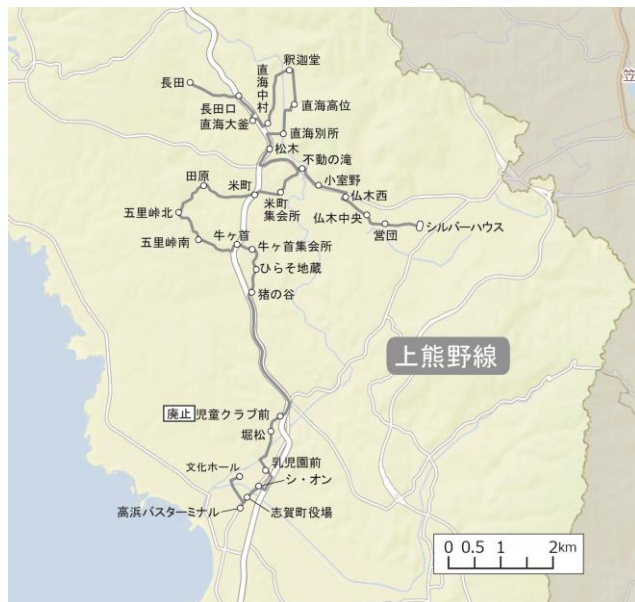 釈迦堂
長田
直海中村
笠
長田口
直海高位
直海大釜
直海別所
松木
不動の滝
田原
米町
小室野
仏木西
米町
集会所
五里峠北
仏木中央
シルバーハウス
営団
五里峠南
牛ヶ首
牛ヶ首集会所
ひらそ地蔵
猪の谷
上熊野線
廃止
児童クラブ前
堀松
文化ホール
乳児園前
シ・オン
高浜バスターミナル
志賀町役場
0 0.5 1 2km